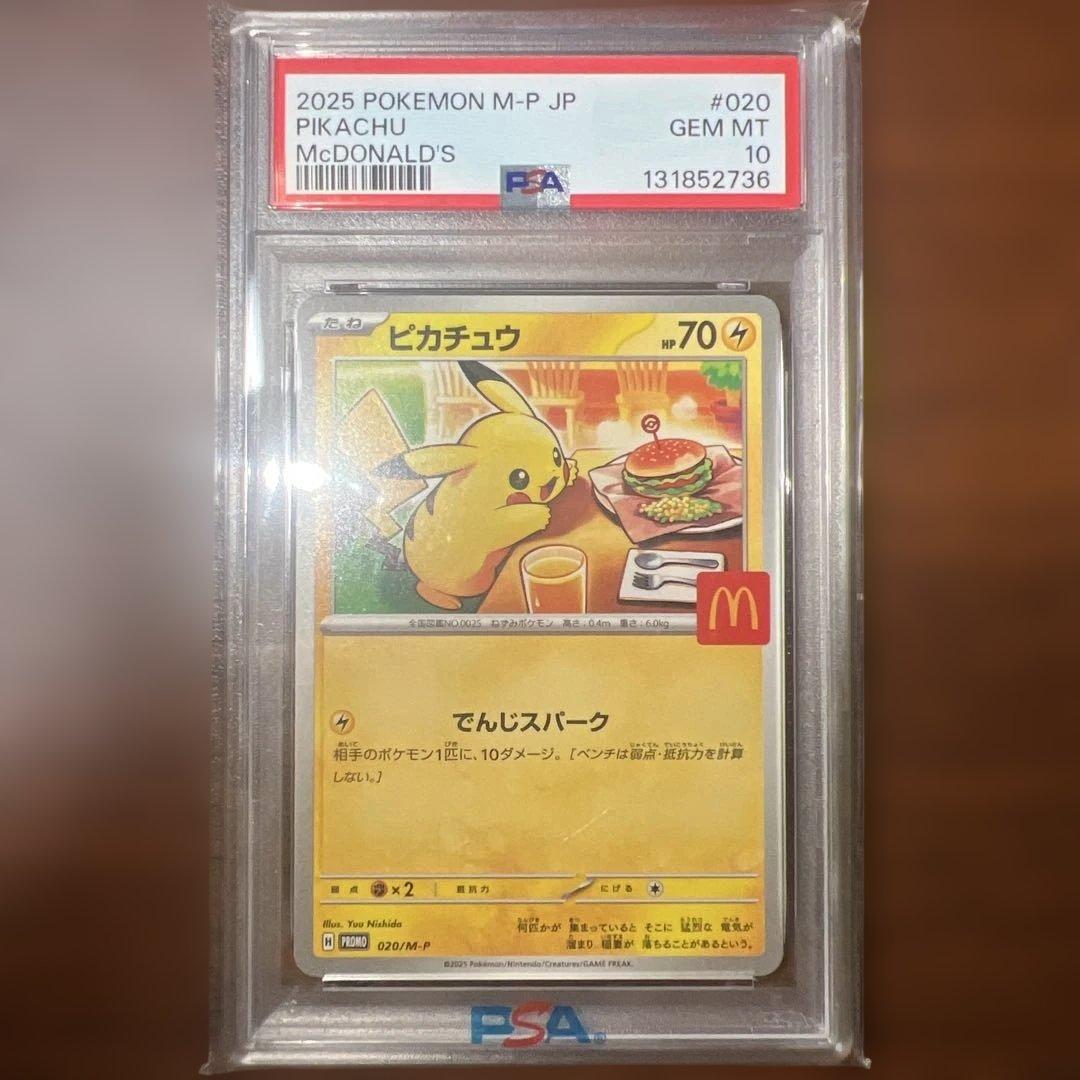 2025 POKEMON M-P JP #020
PIKACHU GEM MT
McDONALD'S 10
PSA 131852736
たね ピカチュウ HP70
M
全国図鑑NO.0025 ねずみポケモン 高さ:0.4m 重さ:6.0kg
でんじスパーク
相手のポケモン1匹に、10ダメージ。[ベンチは弱点・抵抗力を計算
しない。]
弱点 ×2 抵抗力 にげる
Illus. Yuu Nishida
何匹かが 集まっていると そこに 猛烈な 電気が
溜まり 稲妻が 落ちることがあるという。
H PROMO 020/M-P
©2025 Pokémon/Nintendo/Creatures/GAME FREAK.
PSA